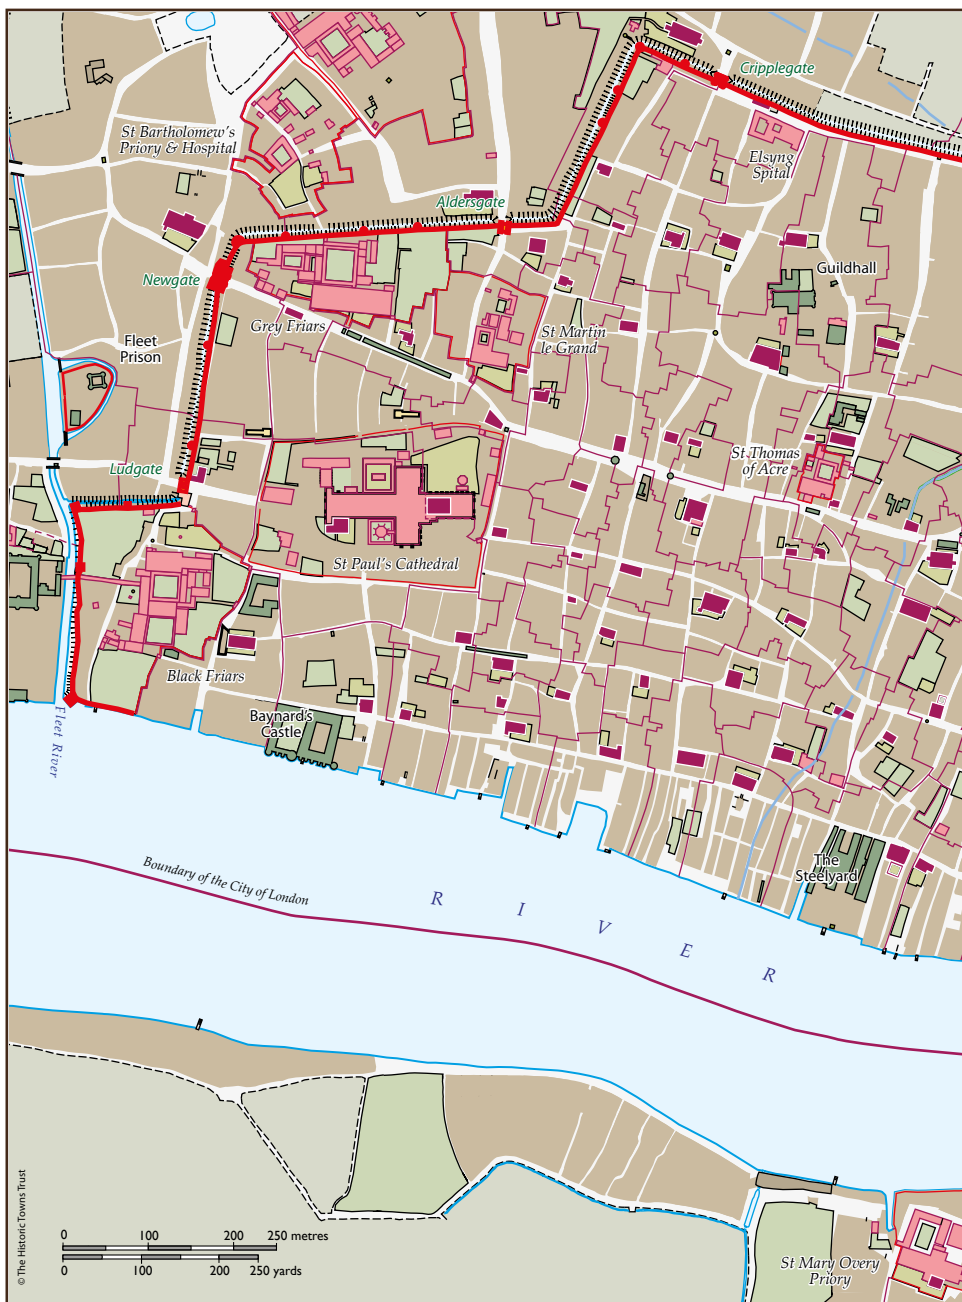 Cripplegate
St Bartholomew's
Priory & Hospital
Elsyng
Spital
Aldersgate
Guildhall
Newgate
Grey Friars
St Martin
le Grand
Fleet
Prison
St Thomas
of Acre
Ludgate
St Paul's Cathedral
Black Friars
Baynard's
Castle
Fleet River
The
Steelyard
Boundary of the City of London
R I V E R
St Mary Overy
Priory
0 100 200 250 metres
0 100 200 250 yards
© The Historic Towns Trust